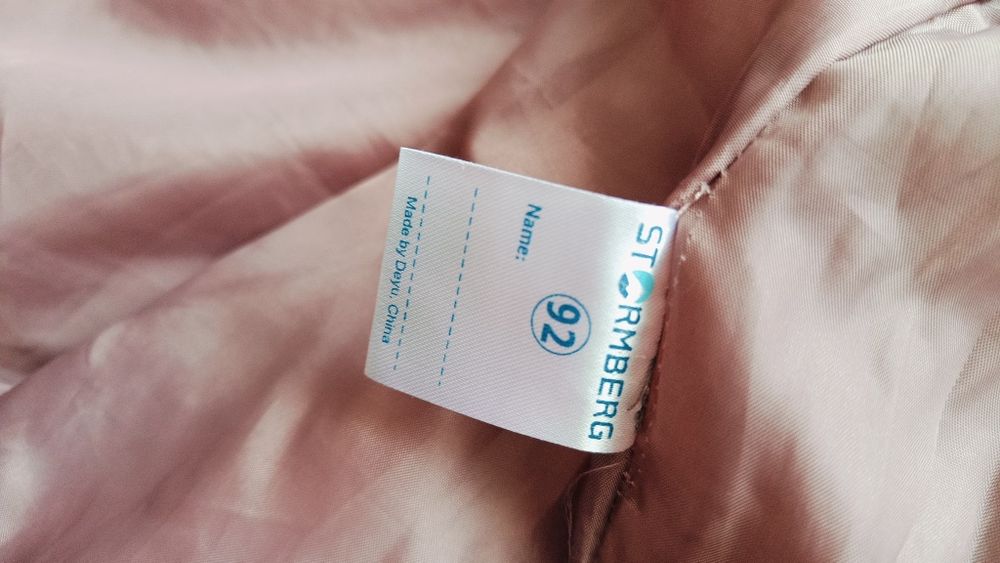 STORMBERG
92
Name:
Made by Deyu, China